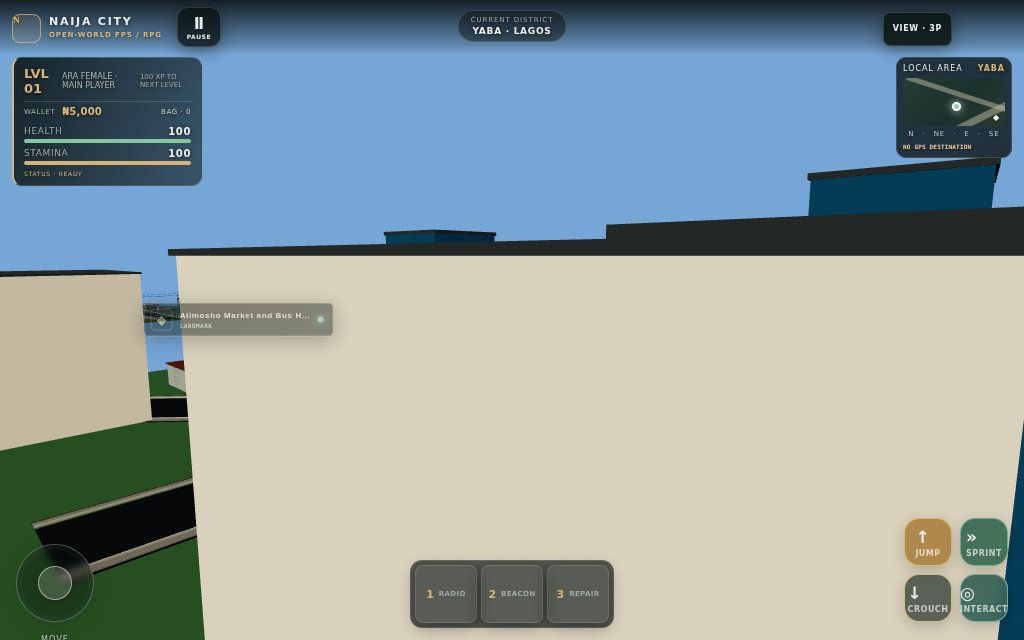 N
NAIJA CITY
OPEN-WORLD FPS / RPG
PAUSE
CURRENT DISTRICT
YABA · LAGOS
VIEW · 3P
LVL 01
ARA FEMALE · MAIN PLAYER
100 XP TO NEXT LEVEL
WALLET ₦5,000 BAG · 0
HEALTH 100
STAMINA 100
STATUS · READY
LOCAL AREA YABA
N · NE · E · SE
NO GPS DESTINATION
Alimosho Market and Bus H...
LANDMARK
MOVE
1 RADIO
2 BEACON
3 REPAIR
↑ JUMP
» SPRINT
↓ CROUCH
◎ INTERACT